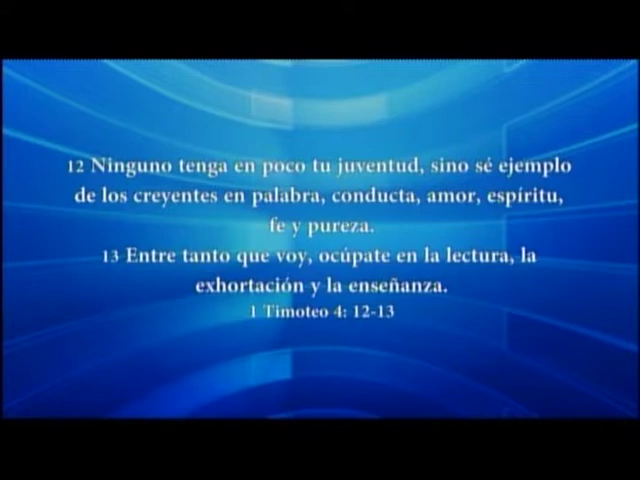 12 Ninguno tenga en poco tu juventud, sino sé ejemplo
de los creyentes en palabra, conducta, amor, espíritu,
fe y pureza.
13 Entre tanto que voy, ocúpate en la lectura, la
exhortación y la enseñanza.
1 Timoteo 4: 12-13